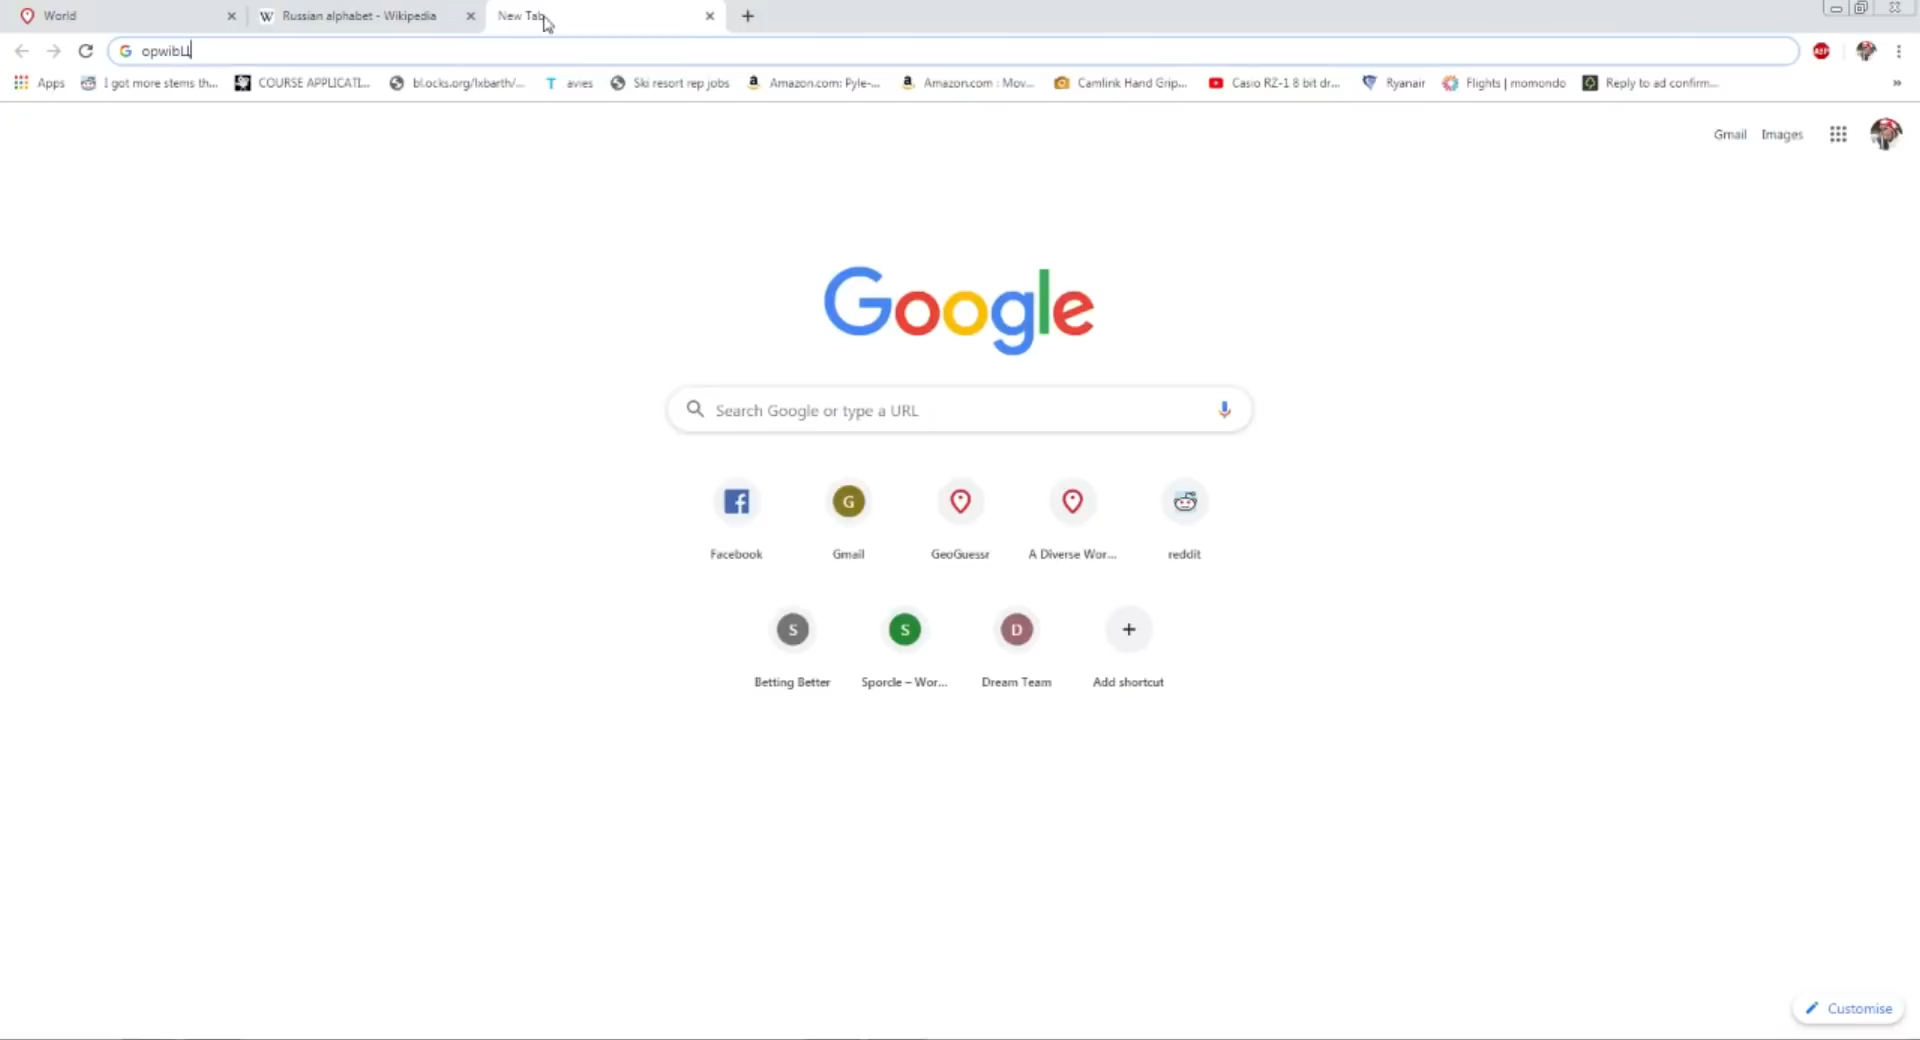 World
Russian alphabet - Wikipedia
New Tab
opwibЦ
Apps
I got more stems th...
COURSE APPLICATI...
bl.ocks.org/lxbarth/...
avies
Ski resort rep jobs
Amazon.com: Pyle-...
Amazon.com : Mov...
Camlink Hand Grip...
Casio RZ-1 8 bit dr...
Ryanair
Flights | momondo
Reply to ad confirm...
Gmail Images
Google
Search Google or type a URL
Facebook
G
Gmail
GeoGuessr
A Diverse Wor...
reddit
S
Betting Better
S
Sporcle – Wor...
D
Dream Team
Add shortcut
Customise